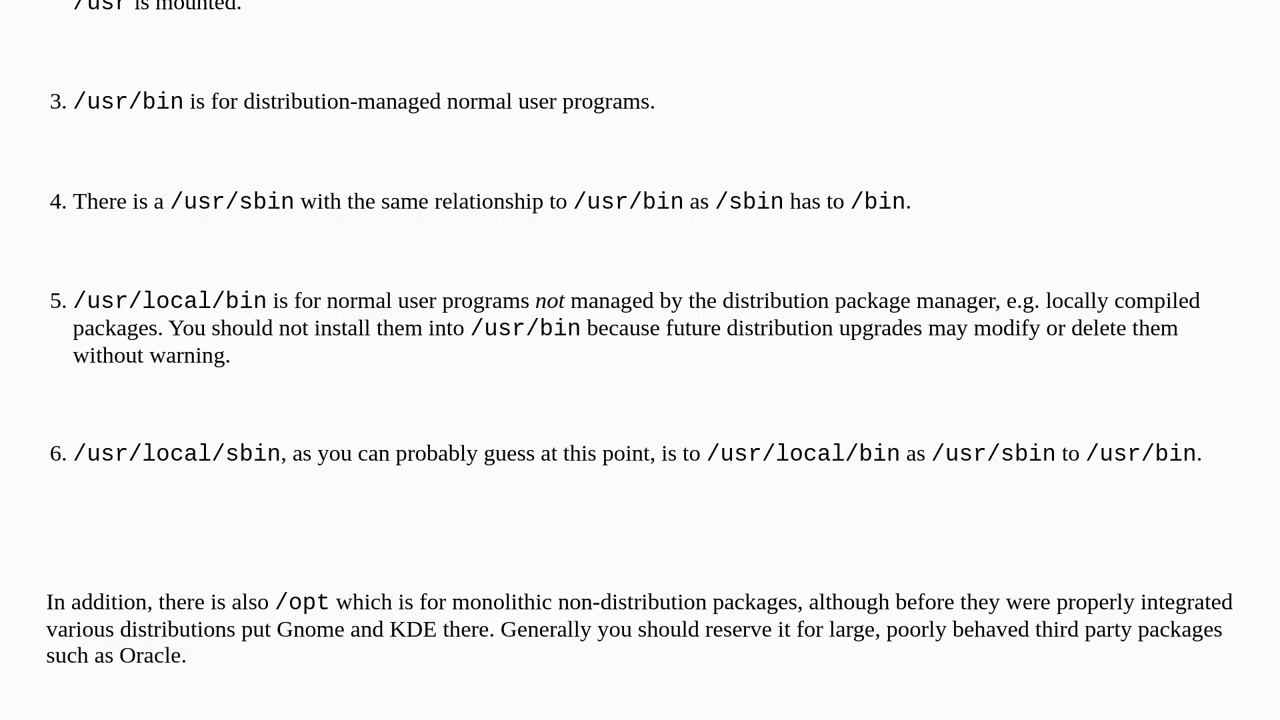 /usr is mounted.
3. /usr/bin is for distribution-managed normal user programs.
4. There is a /usr/sbin with the same relationship to /usr/bin as /sbin has to /bin.
5. /usr/local/bin is for normal user programs not managed by the distribution package manager, e.g. locally compiled
packages. You should not install them into /usr/bin because future distribution upgrades may modify or delete them
without warning.
6. /usr/local/sbin, as you can probably guess at this point, is to /usr/local/bin as /usr/sbin to /usr/bin.
In addition, there is also /opt which is for monolithic non-distribution packages, although before they were properly integrated
various distributions put Gnome and KDE there. Generally you should reserve it for large, poorly behaved third party packages
such as Oracle.